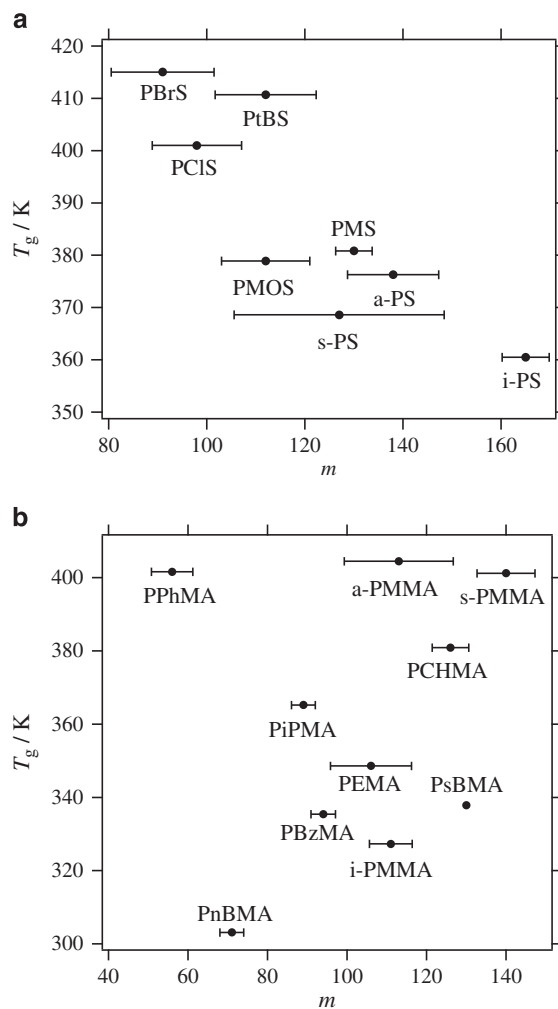 a
420
410
400
390
380
370
360
350
T_g / K
PBrS
PtBS
PClS
PMS
PMOS
a-PS
s-PS
i-PS
80 100 120 140 160
m
b
400
380
360
340
320
300
T_g / K
PPhMA
a-PMMA
s-PMMA
PCHMA
PiPMA
PEMA
PsBMA
PBzMA
i-PMMA
PnBMA
40 60 80 100 120 140
m